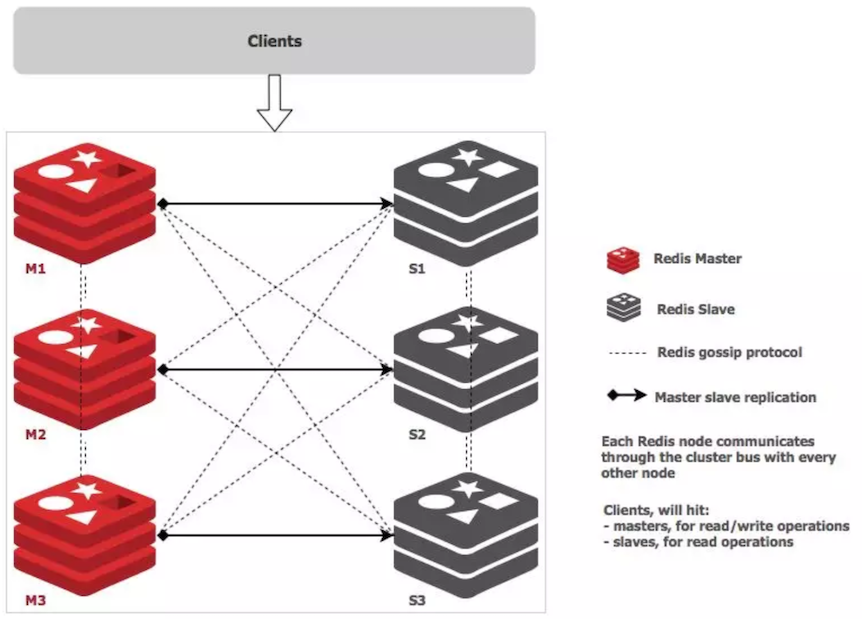 Clients
M1
S1
M2
S2
M3
S3
Redis Master
Redis Slave
Redis gossip protocol
Master slave replication
Each Redis node communicates
through the cluster bus with every
other node
Clients, will hit:
- masters, for read/write operations
- slaves, for read operations